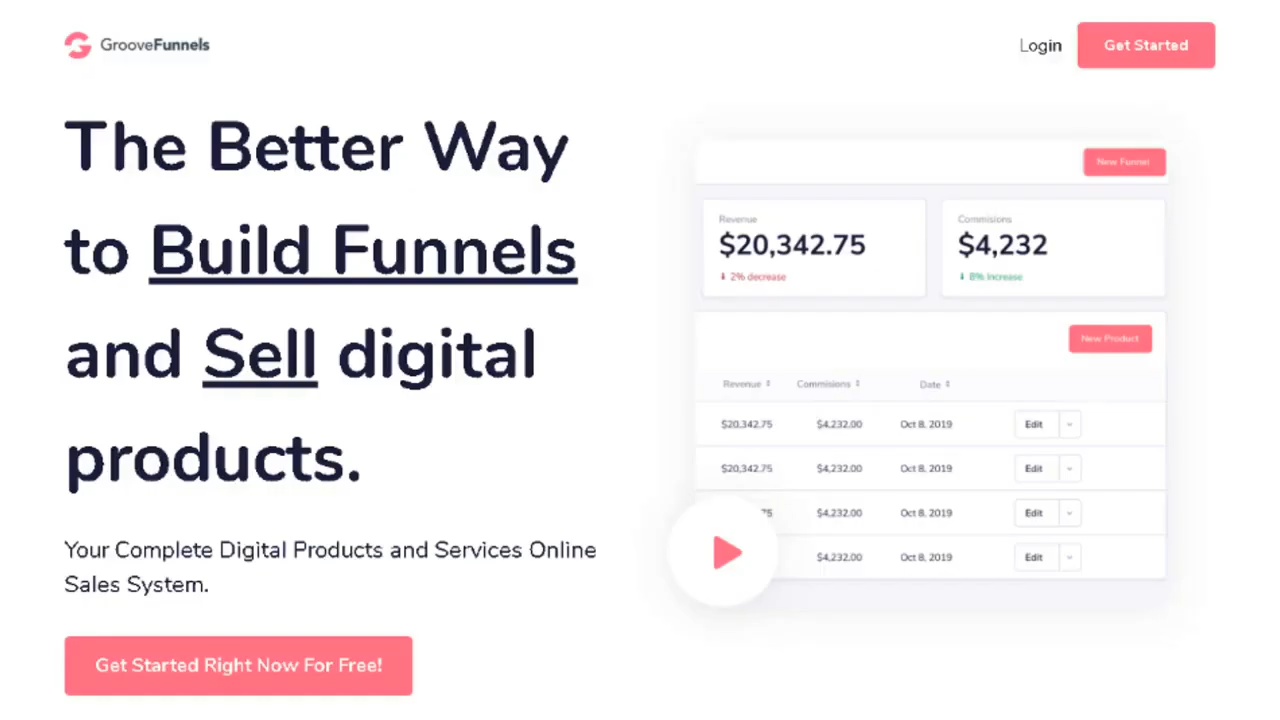 GrooveFunnels
Login
Get Started
The Better Way
to Build Funnels
and Sell digital
products.
Your Complete Digital Products and Services Online
Sales System.
Get Started Right Now For Free!
New Funnel
Revenue
$20,342.75
2% decrease
Commisions
$4,232
8% increase
New Product
Revenue Commisions Date
$20,342.75 $4,232.00 Oct 8, 2019 Edit
$20,342.75 $4,232.00 Oct 8, 2019 Edit
75 $4,232.00 Oct 8, 2019 Edit
$4,232.00 Oct 8, 2019 Edit